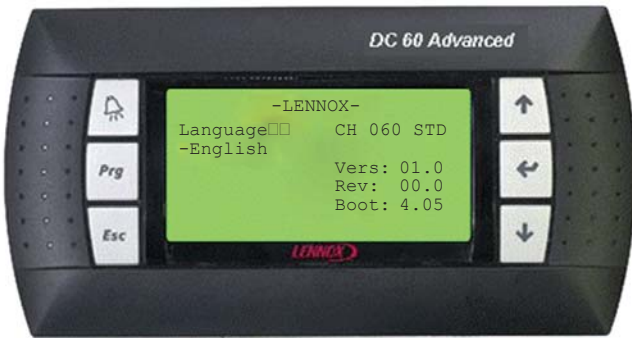 DC 60 Advanced
-LENNOX-
Language□□ CH 060 STD
-English
Vers: 01.0
Rev: 00.0
Boot: 4.05
Prg
Esc
LENNOX